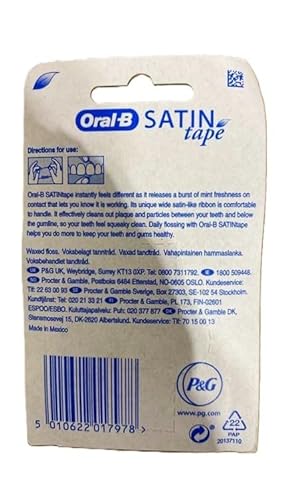 Oral-B SATIN
tape
Directions for use:
Oral-B SATINtape instantly feels different as it releases a burst of mint freshness on
contact that lets you know it is working. Its unique wide satin-like ribbon is comfortable
to handle. It effectively cleans out plaque and particles between your teeth and below
the gumline, so your teeth feel squeaky clean. Daily flossing with Oral-B SATINtape
helps you do more to keep your teeth and gums healthy.
Waxed floss. Voksbelagt tanntråd. Vaxad tandtråd. Vahapintainen hammaslanka.
Voksbehandlet tandtråd.
P&G UK, Weybridge, Surrey KT13 0XP. Tel: 0800 7311792. IE 1800 509448.
Procter & Gamble, Postboks 6484 Etterstad, NO-0605 OSLO. Kundeservice:
Tlf: 22 63 00 93 Procter & Gamble Sverige, Box 27303, SE-102 54 Stockholm.
Kundtjänst: Tel: 020 21 33 21 Procter & Gamble, PL 173, FIN-02601
ESPOO/ESBO. Kuluttajapalvelu, puh: 020 377 877 DK Procter & Gamble, DK,
Stensmosevej 15, DK-2620 Albertslund. Kundeservice: Tlf: 70 15 00 13
Made in Mexico
P&G
www.pg.com
5 010622 017978 >
22
PAP
20137110